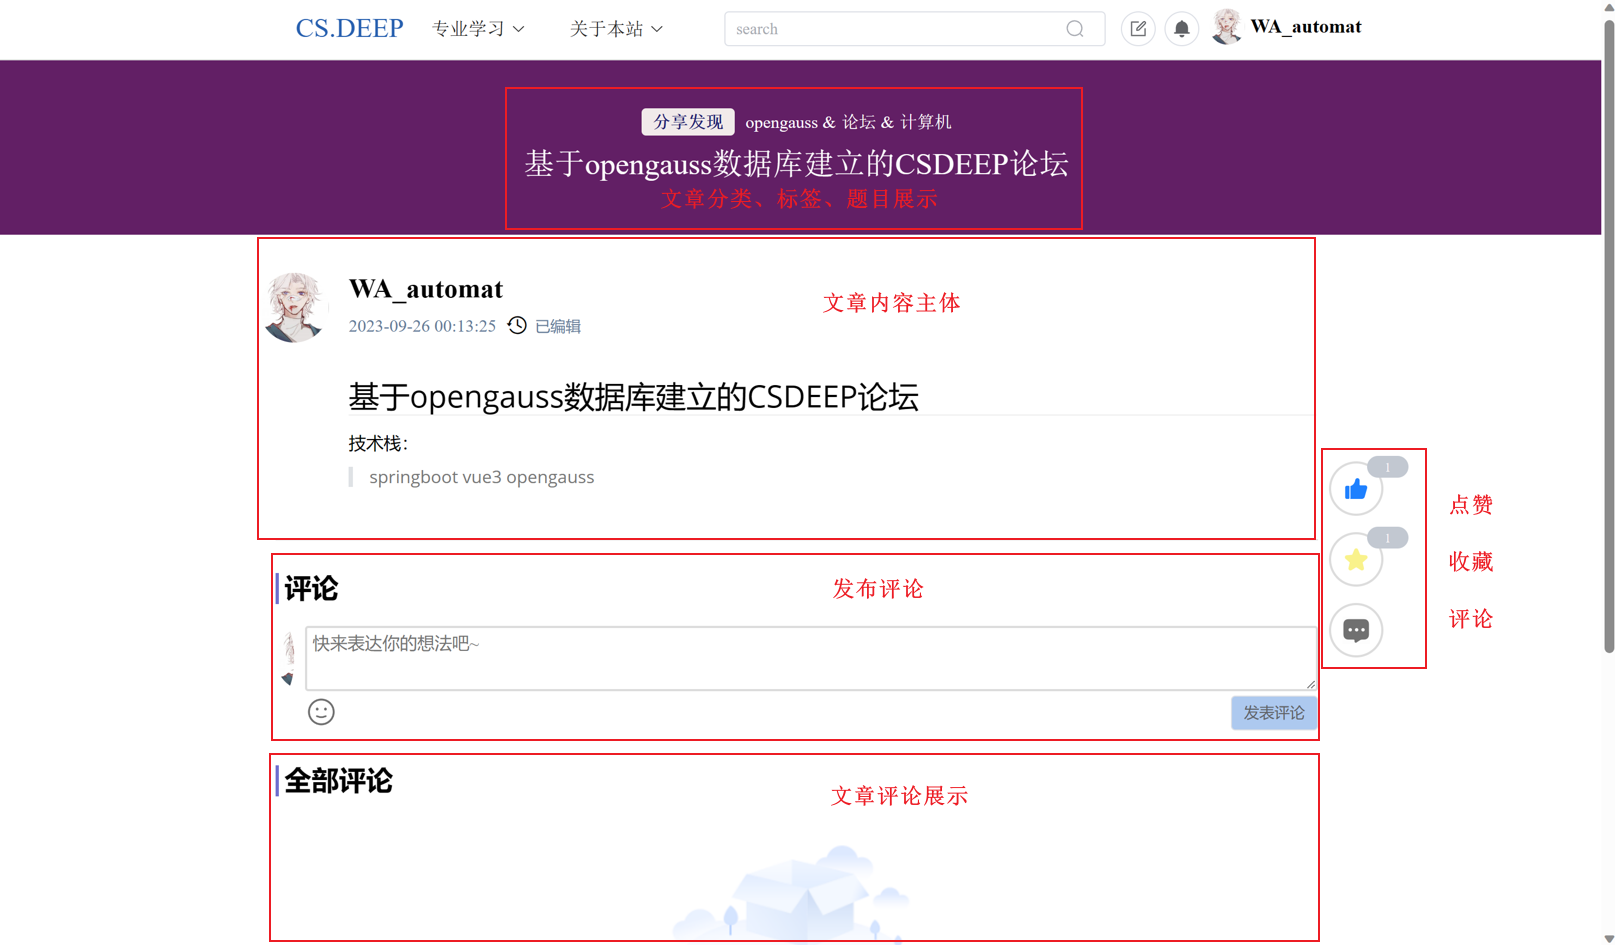 CS.DEEP 专业学习 关于本站 search WA_automat
分享发现 opengauss & 论坛 & 计算机
基于opengauss数据库建立的CSDEEP论坛
文章分类、标签、题目展示
WA_automat
文章内容主体
2023-09-26 00:13:25 已编辑
基于opengauss数据库建立的CSDEEP论坛
技术栈：
springboot vue3 opengauss
1
点赞
1
收藏
评论
评论
发布评论
快来表达你的想法吧~
发表评论
全部评论
文章评论展示